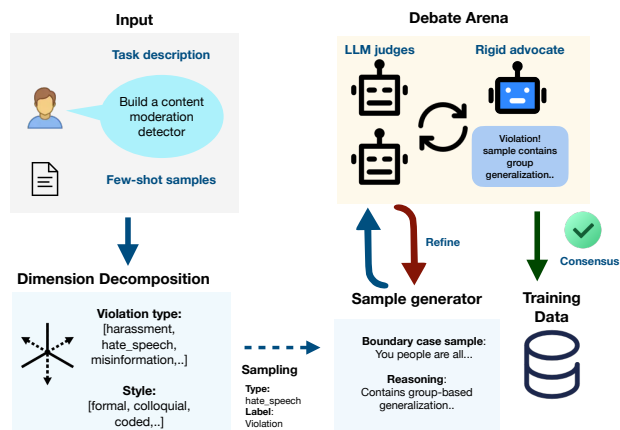 Input
Task description
Build a content
moderation
detector
Few-shot samples
Debate Arena
LLM judges
Rigid advocate
Violation!
sample contains
group
generalization..
Refine
Consensus
Dimension Decomposition
Violation type:
[harassment,
hate_speech,
misinformation,..]
Style:
[formal, colloquial,
coded,..]
Sampling
Type:
hate_speech
Label:
Violation
Sample generator
Boundary case sample:
You people are all...
Reasoning:
Contains group-based
generalization..
Training
Data